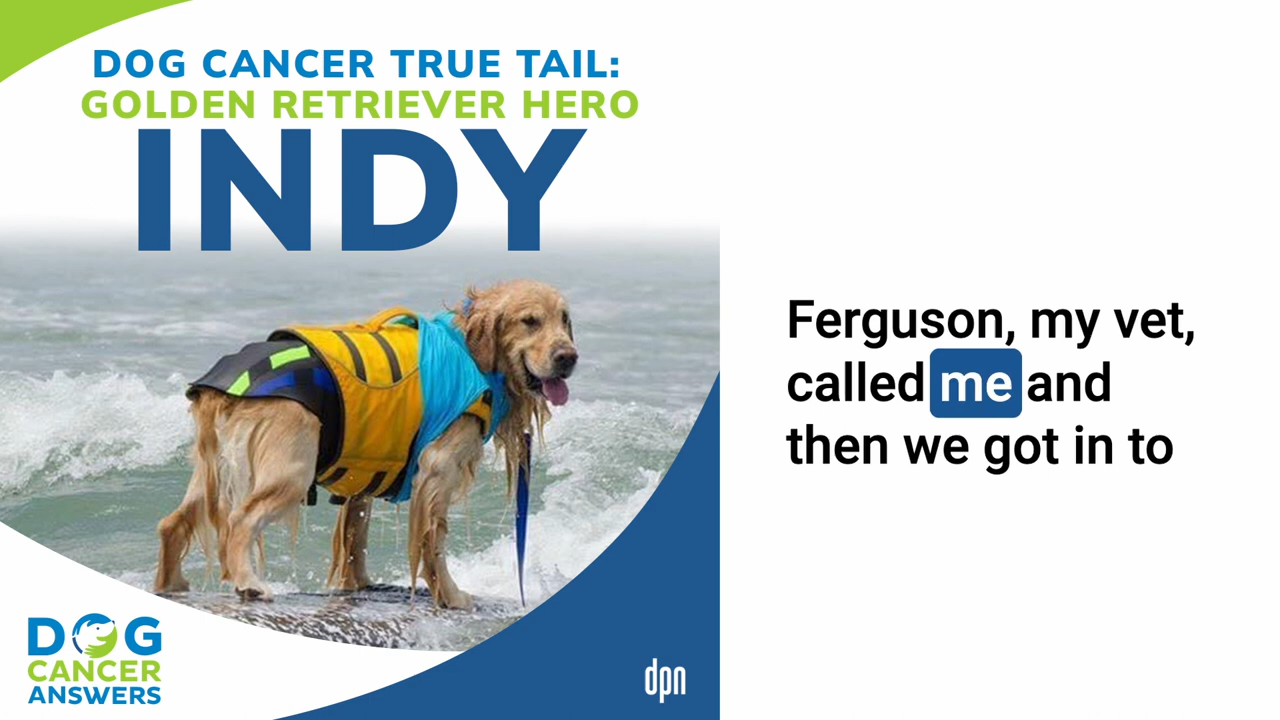 DOG CANCER TRUE TAIL:
GOLDEN RETRIEVER HERO
INDY
Ferguson, my vet,
called me and
then we got in to
DOG
CANCER
ANSWERS
dpn